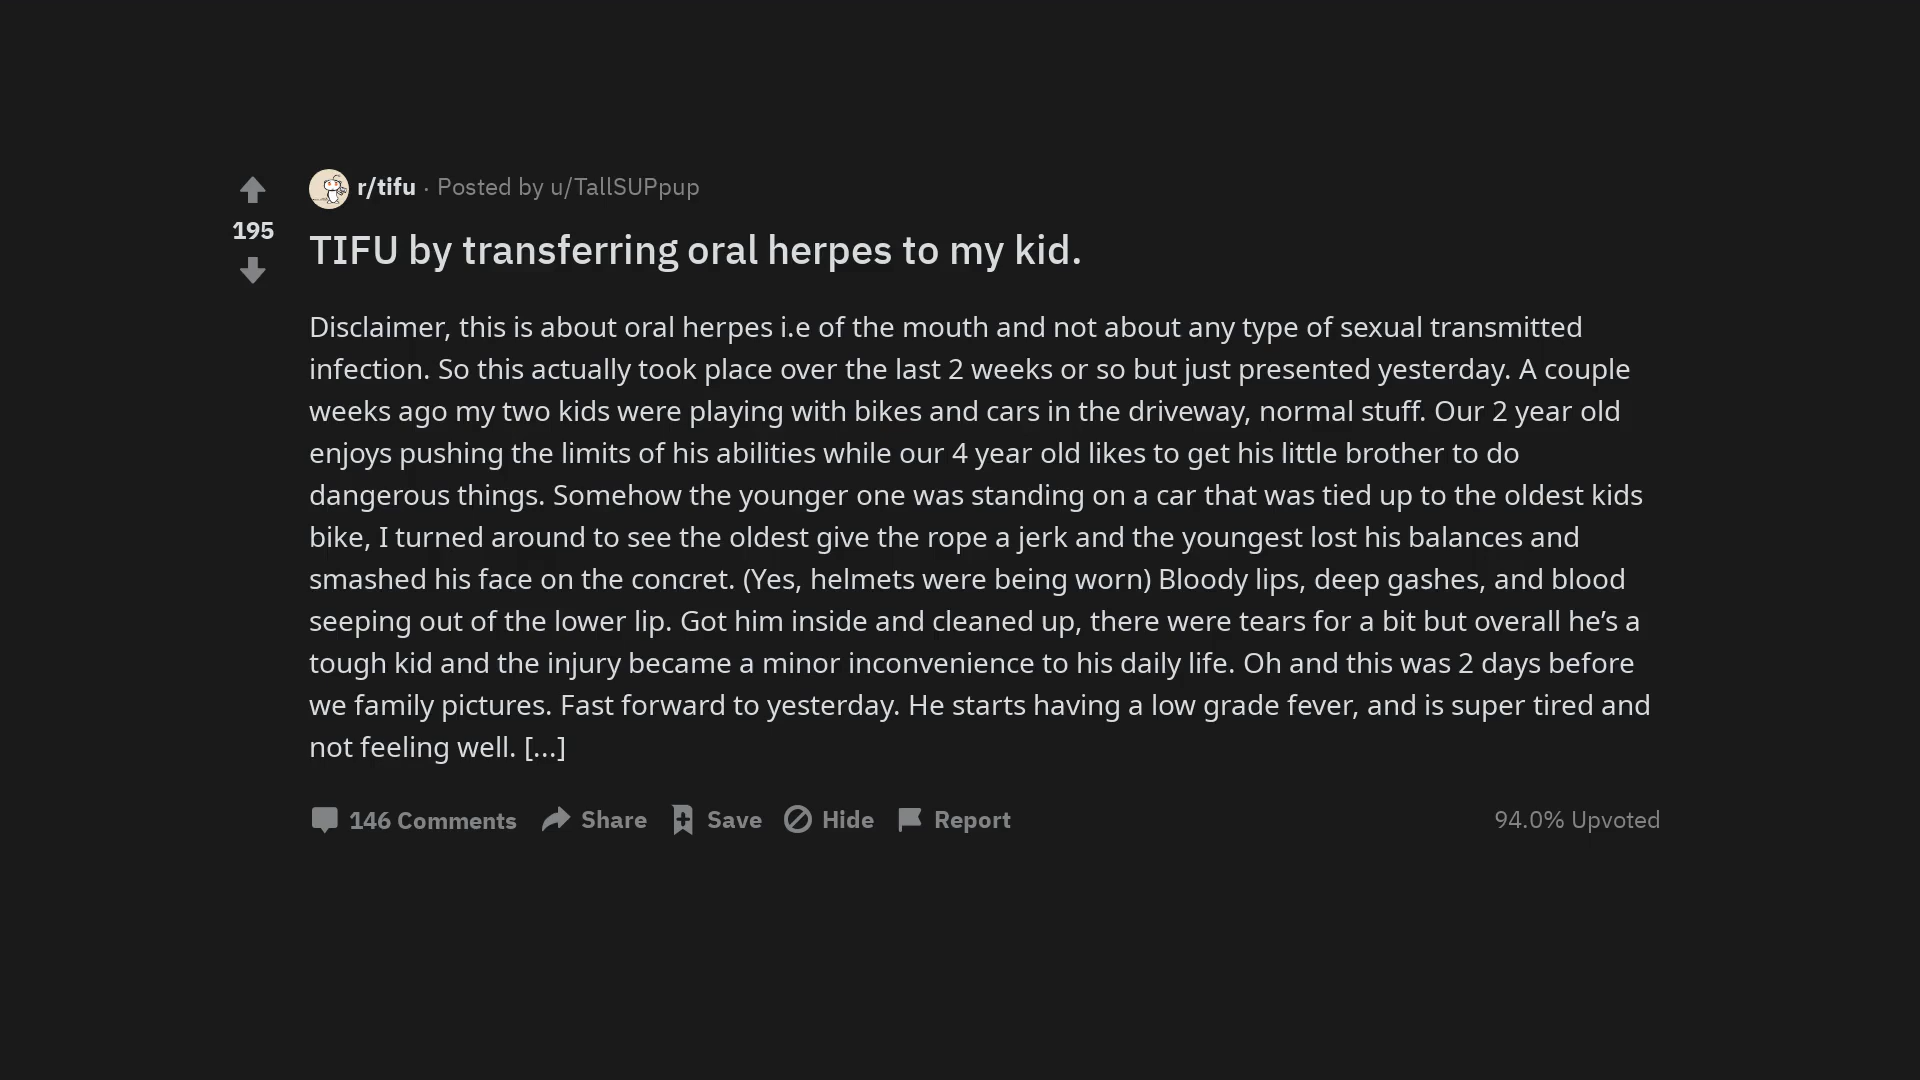 r/tifu · Posted by u/TallSUPpup
195
TIFU by transferring oral herpes to my kid.
Disclaimer, this is about oral herpes i.e of the mouth and not about any type of sexual transmitted
infection. So this actually took place over the last 2 weeks or so but just presented yesterday. A couple
weeks ago my two kids were playing with bikes and cars in the driveway, normal stuff. Our 2 year old
enjoys pushing the limits of his abilities while our 4 year old likes to get his little brother to do
dangerous things. Somehow the younger one was standing on a car that was tied up to the oldest kids
bike, I turned around to see the oldest give the rope a jerk and the youngest lost his balances and
smashed his face on the concret. (Yes, helmets were being worn) Bloody lips, deep gashes, and blood
seeping out of the lower lip. Got him inside and cleaned up, there were tears for a bit but overall he’s a
tough kid and the injury became a minor inconvenience to his daily life. Oh and this was 2 days before
we family pictures. Fast forward to yesterday. He starts having a low grade fever, and is super tired and
not feeling well. [...]
146 Comments Share Save Hide Report 94.0% Upvoted